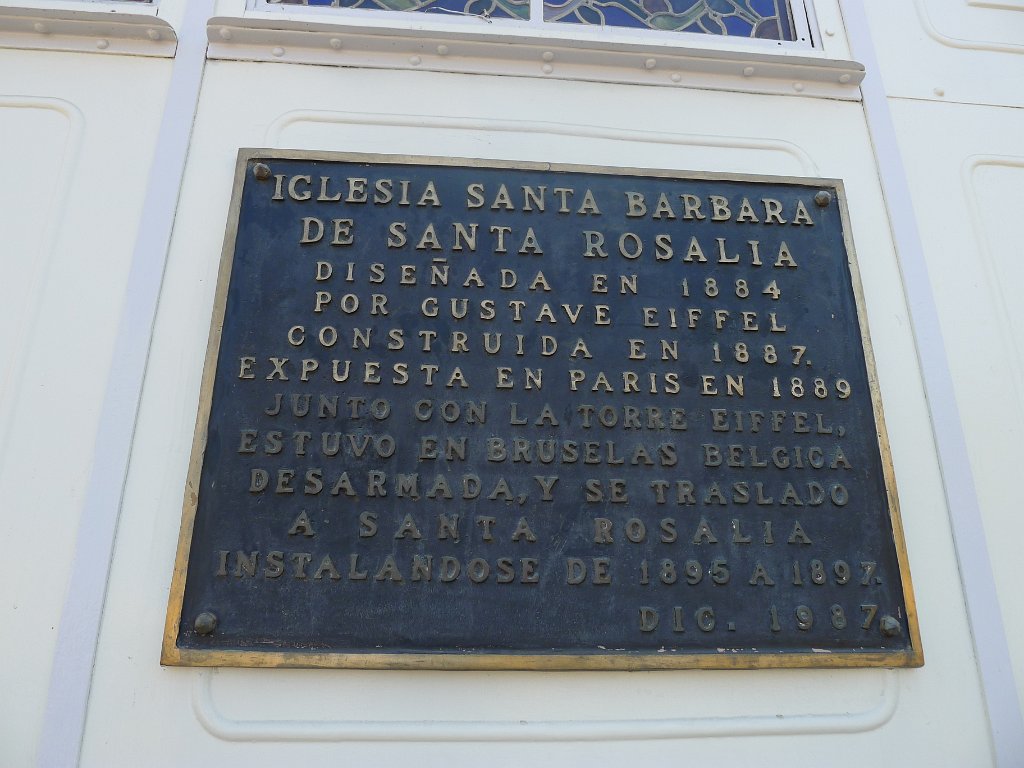 IGLESIA SANTA BARBARA
DE SANTA ROSALIA
DISEÑADA EN 1884
POR GUSTAVE EIFFEL
CONSTRUIDA EN 1887.
EXPUESTA EN PARIS EN 1889
JUNTO CON LA TORRE EIFFEL,
ESTUVO EN BRUSELAS BELGICA
DESARMADA, Y SE TRASLADO
A SANTA ROSALIA
INSTALANDOSE DE 1895 A 1897.
DIC. 1987